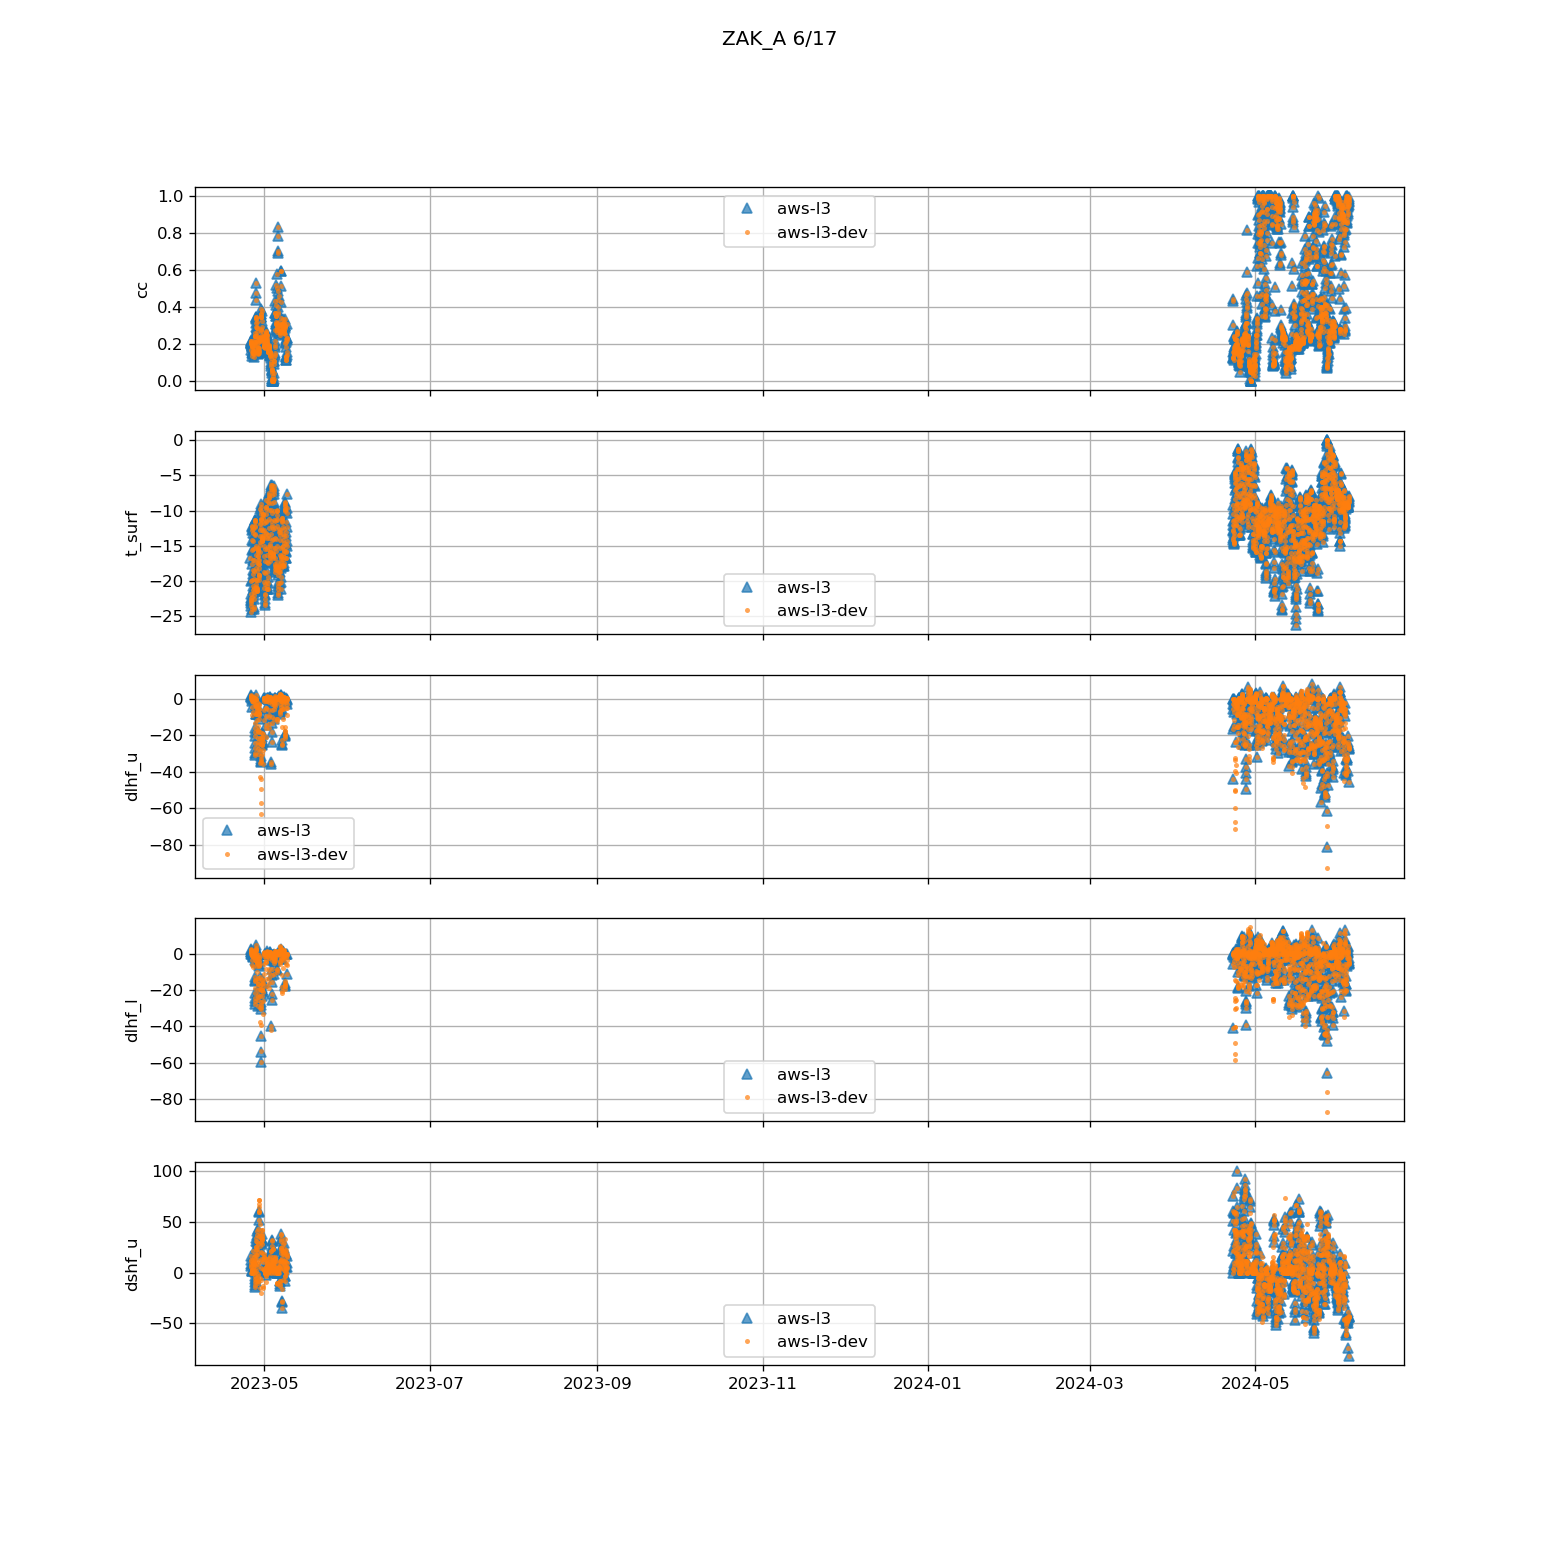 ZAK_A 6/17
1.0
0.8
0.6
0.4
0.2
0.0
cc
aws-l3
aws-l3-dev
0
−5
−10
−15
−20
−25
t_surf
aws-l3
aws-l3-dev
0
−20
−40
−60
−80
dlhf_u
aws-l3
aws-l3-dev
0
−20
−40
−60
−80
dlhf_l
aws-l3
aws-l3-dev
100
50
0
−50
dshf_u
aws-l3
aws-l3-dev
2023-05 2023-07 2023-09 2023-11 2024-01 2024-03 2024-05